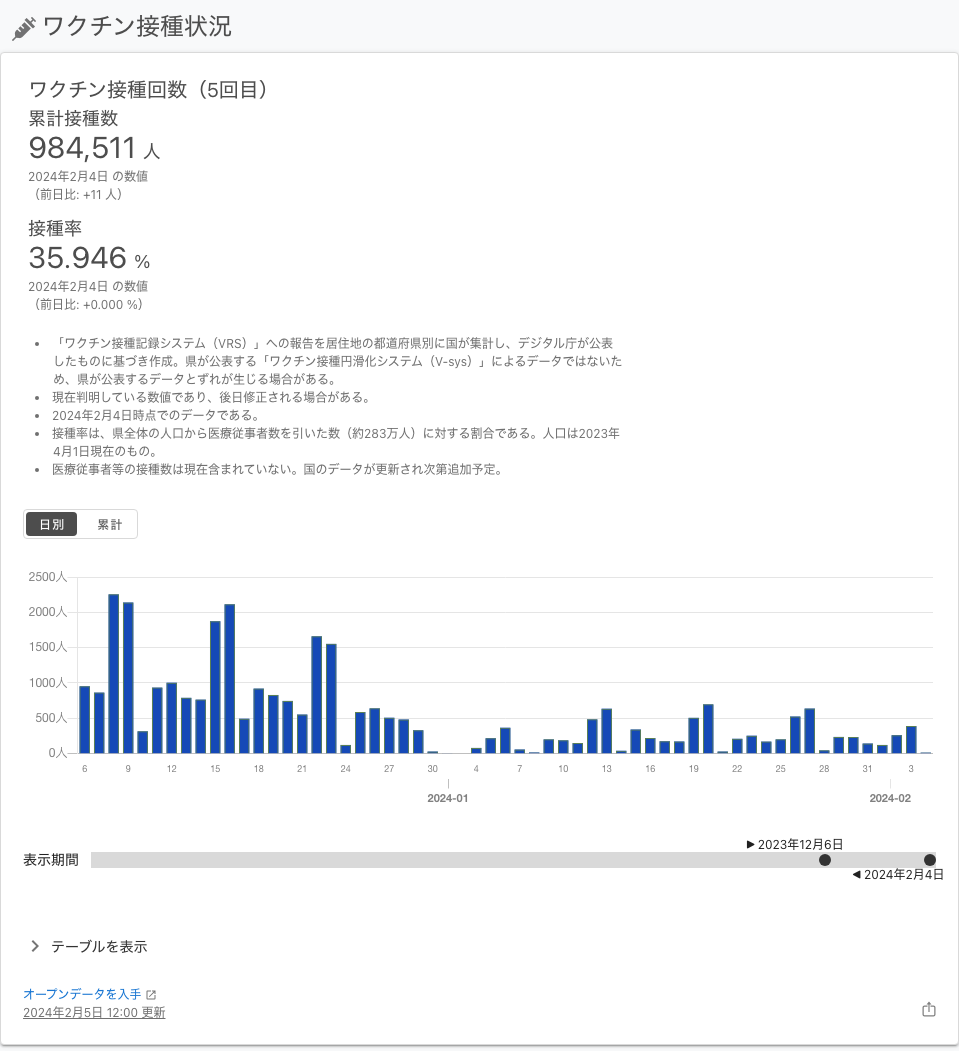 ワクチン接種状況
ワクチン接種回数（5回目）
累計接種数
984,511 人
2024年2月4日 の数値
（前日比: +11 人）
接種率
35.946 %
2024年2月4日 の数値
（前日比: +0.000 %）
• 「ワクチン接種記録システム（VRS）」への報告を居住地の都道府県別に国が集計し、デジタル庁が公表
したものに基づき作成。県が公表する「ワクチン接種円滑化システム（V-sys）」によるデータではないた
め、県が公表するデータとずれが生じる場合がある。
• 現在判明している数値であり、後日修正される場合がある。
• 2024年2月4日時点でのデータである。
• 接種率は、県全体の人口から医療従事者数を引いた数（約283万人）に対する割合である。人口は2023年
4月1日現在のもの。
• 医療従事者等の接種数は現在含まれていない。国のデータが更新され次第追加予定。
日別 累計
2500人
2000人
1500人
1000人
500人
0人
6 9 12 15 18 21 24 27 30 4 7 10 13 16 19 22 25 28 31 3
2024-01 2024-02
▶ 2023年12月6日
表示期間
◀ 2024年2月4日
テーブルを表示
オープンデータを入手
2024年2月5日 12:00 更新